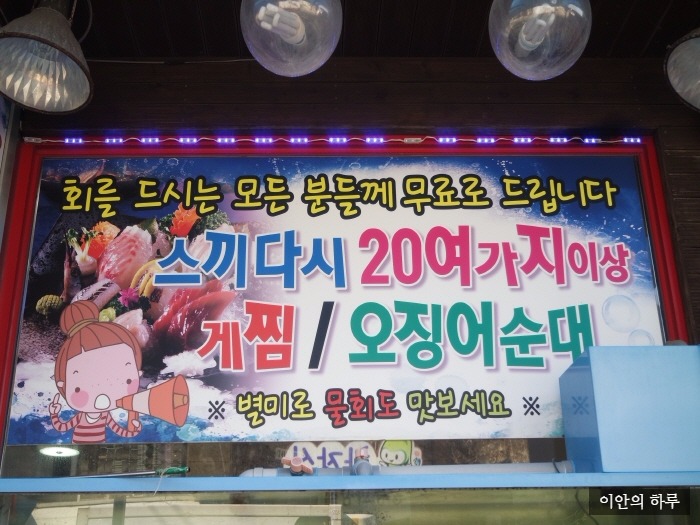 회를 드시는 모든 분들께 무료로 드립니다
스끼다시 20여가지이상
게찜 / 오징어순대
※ 별미로 물회도 맛보세요 ※
이안의 하루